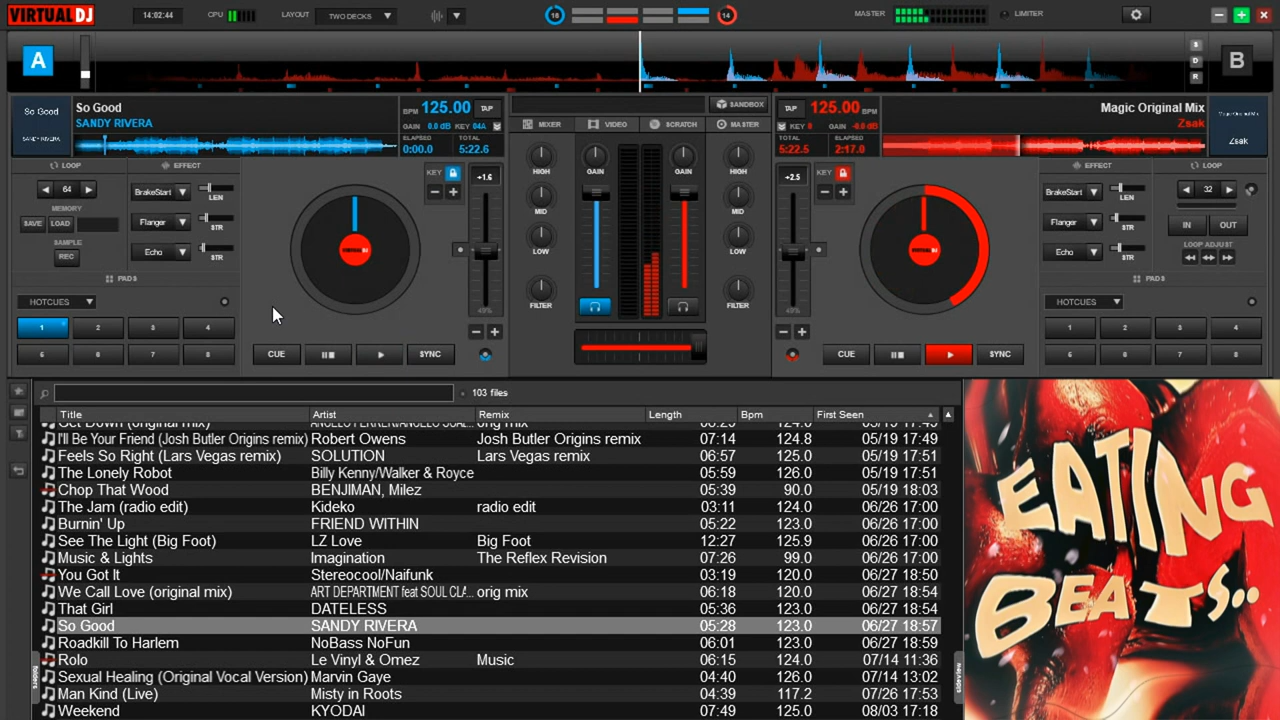 VIRTUALDJ
14:02:44
CPU
LAYOUT
TWO DECKS
16
14
MASTER
LIMITER
A
S
D
R
B
So Good
SANDY RIVERA
So Good
SANDY RIVERA
BPM 125.00 TAP
GAIN 0.0 dB KEY 04A
ELAPSED TOTAL
0:00.0 5:22.6
SANDBOX
MIXER VIDEO SCRATCH MASTER
TAP 125.00 BPM
KEY GAIN -0.0 dB
TOTAL ELAPSED
5:22.5 2:17.0
Magic Original Mix
Zsak
Magic Original Mix
Zsak
LOOP
EFFECT
64
MEMORY
SAVE LOAD
SAMPLE
REC
BrakeStart
LEN
Flanger
STR
Echo
STR
KEY
+1.6
VIRTUALDJ
HIGH
MID
LOW
FILTER
GAIN
GAIN
HIGH
MID
LOW
FILTER
+2.5
KEY
VIRTUALDJ
EFFECT
LOOP
BrakeStart
LEN
Flanger
STR
Echo
STR
32
IN OUT
LOOP ADJUST
PADS
HOTCUES
1 2 3 4
5 6 7 8
CUE SYNC
CUE SYNC
PADS
HOTCUES
1 2 3 4
5 6 7 8
103 files
Title Artist Remix Length Bpm First Seen
I'll Be Your Friend (Josh Butler Origins remix) Robert Owens Josh Butler Origins remix 07:14 124.8 05/19 17:49
Feels So Right (Lars Vegas remix) SOLUTION Lars Vegas remix 06:57 125.0 05/19 17:51
The Lonely Robot Billy Kenny/Walker & Royce 05:59 126.0 05/19 17:51
Chop That Wood BENJIMAN, Milez 05:39 90.0 05/19 18:03
The Jam (radio edit) Kideko radio edit 03:11 124.0 06/26 17:00
Burnin' Up FRIEND WITHIN 05:22 123.0 06/26 17:00
See The Light (Big Foot) LZ Love Big Foot 12:27 125.9 06/26 17:00
Music & Lights Imagination The Reflex Revision 07:26 99.0 06/26 17:00
You Got It Stereocool/Naifunk 03:19 120.0 06/27 18:50
We Call Love (original mix) ART DEPARTMENT feat SOUL CLA... orig mix 06:18 120.0 06/27 18:54
That Girl DATELESS 05:36 123.0 06/27 18:54
So Good SANDY RIVERA 05:28 123.0 06/27 18:57
Roadkill To Harlem NoBass NoFun 06:01 123.0 06/27 18:59
Rolo Le Vinyl & Omez Music 06:15 124.0 07/14 11:36
Sexual Healing (Original Vocal Version) Marvin Gaye 04:40 126.0 07/14 13:02
Man Kind (Live) Misty in Roots 04:39 117.2 07/26 17:53
Weekend KYODAI 07:49 125.0 08/03 17:18
folders
sideview
EATING
BEATS..